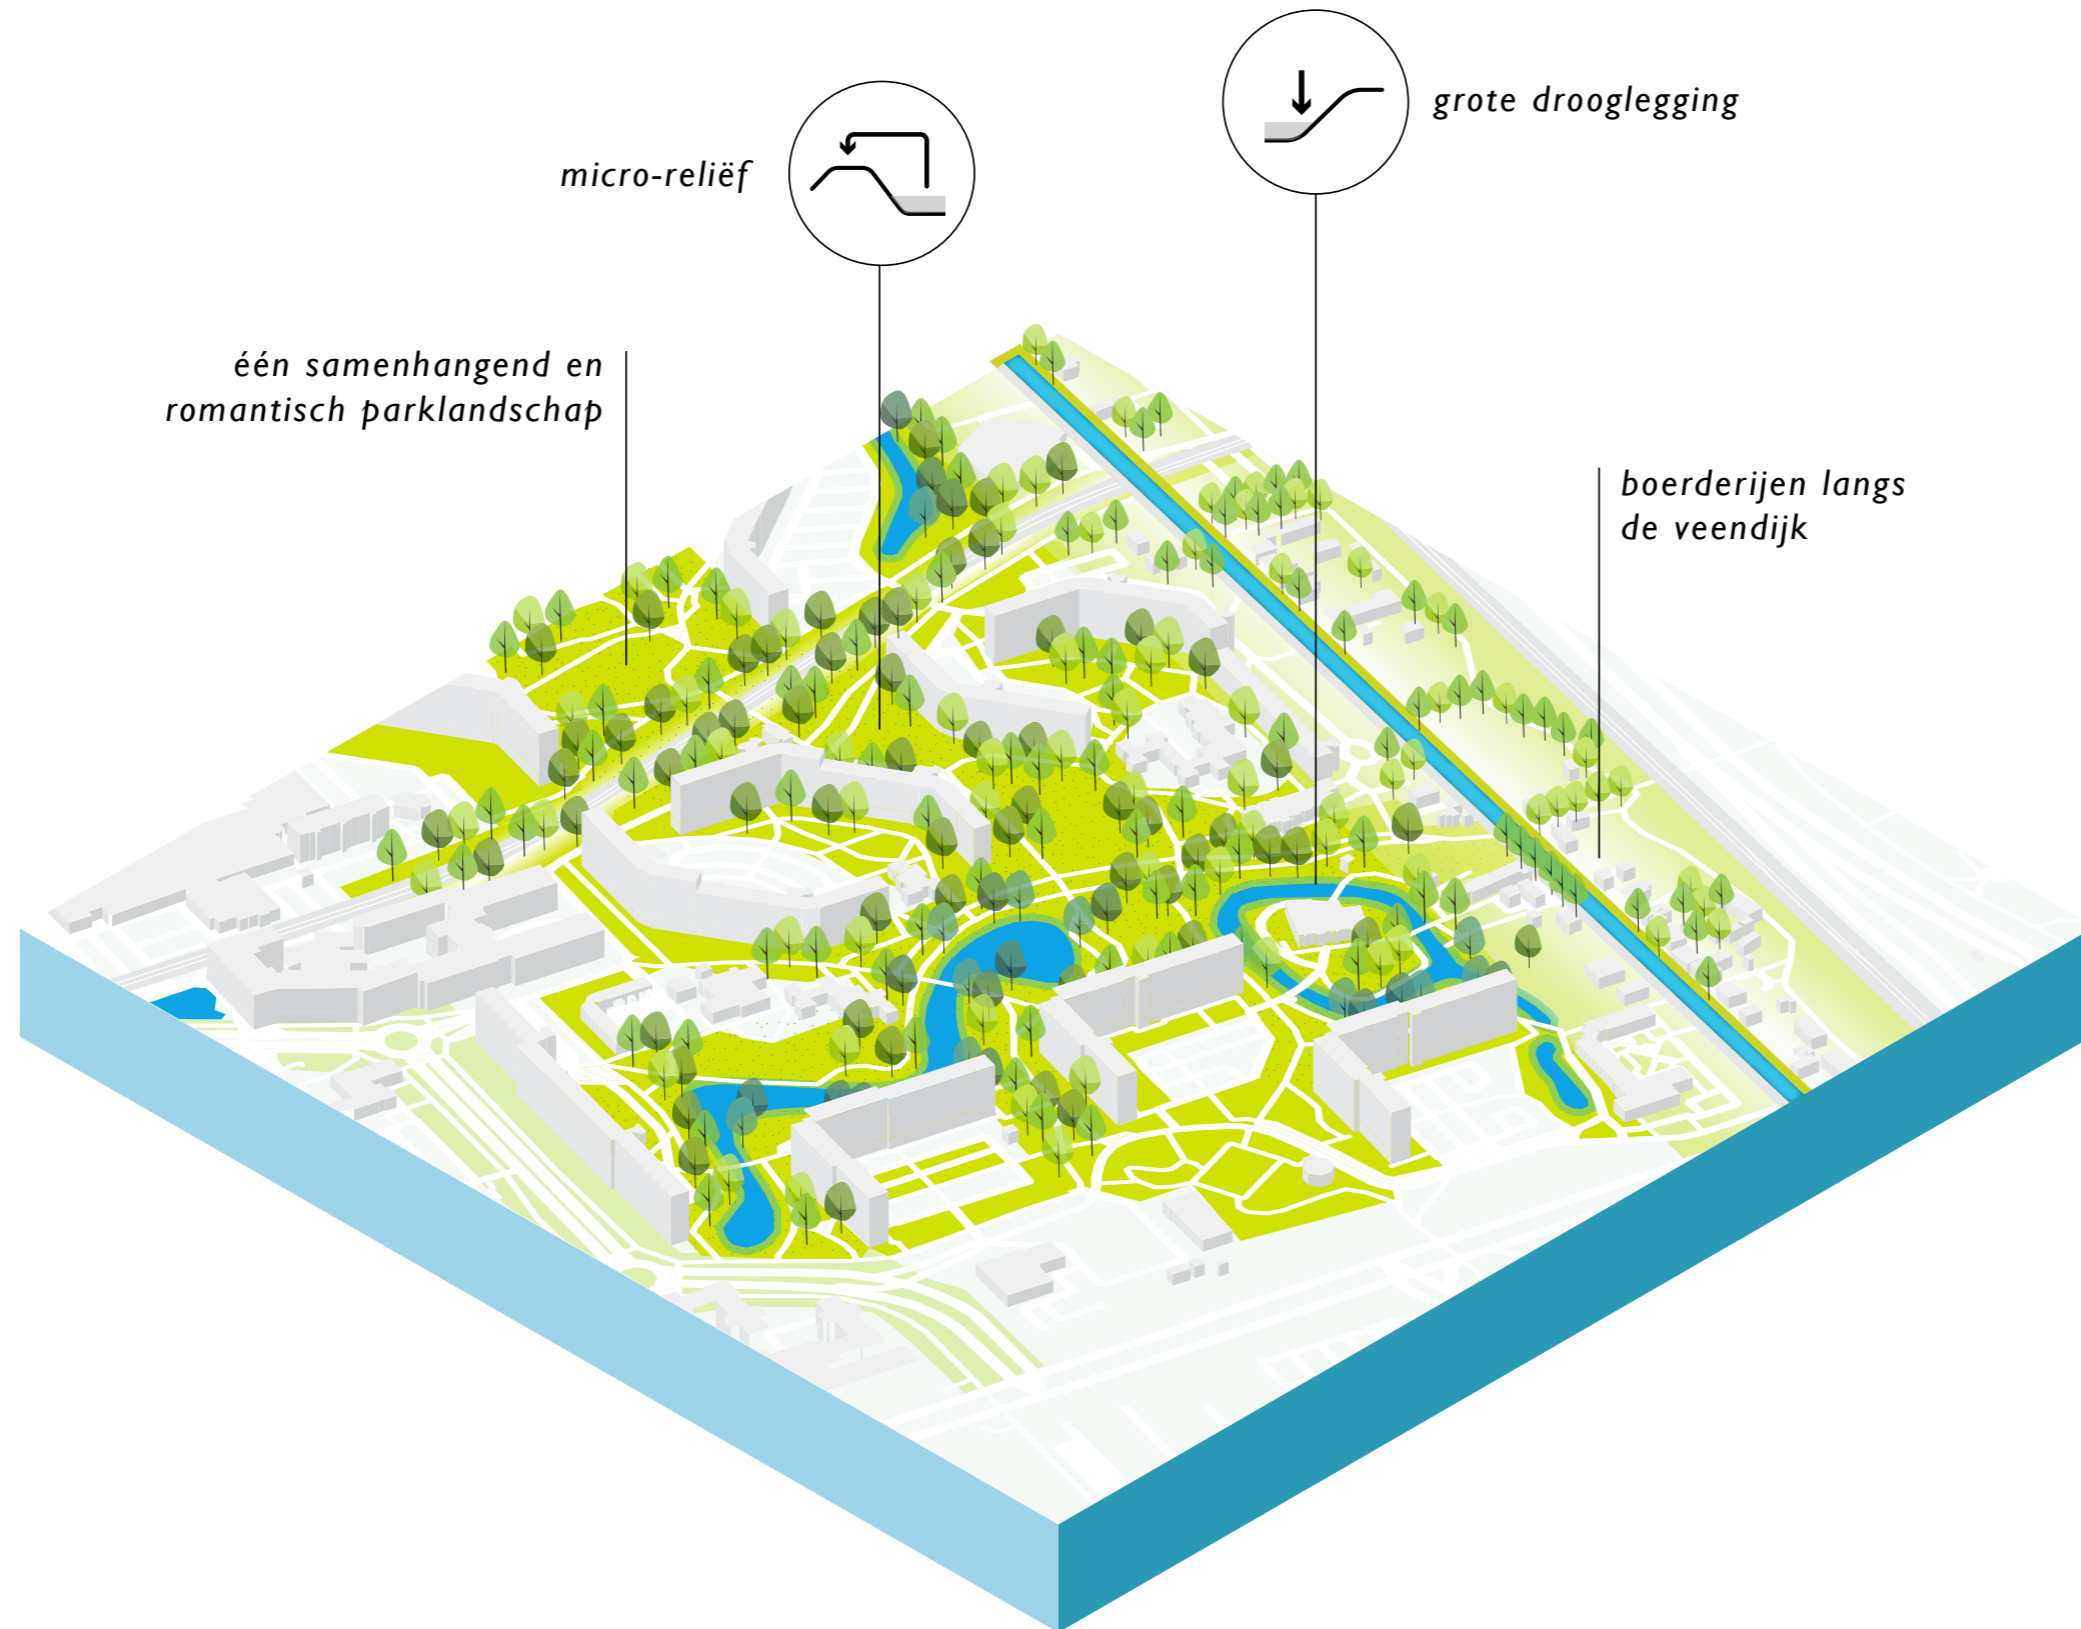 grote drooglegging
micro-reliëf
één samenhangend en
romantisch parklandschap
boerderijen langs
de veendijk